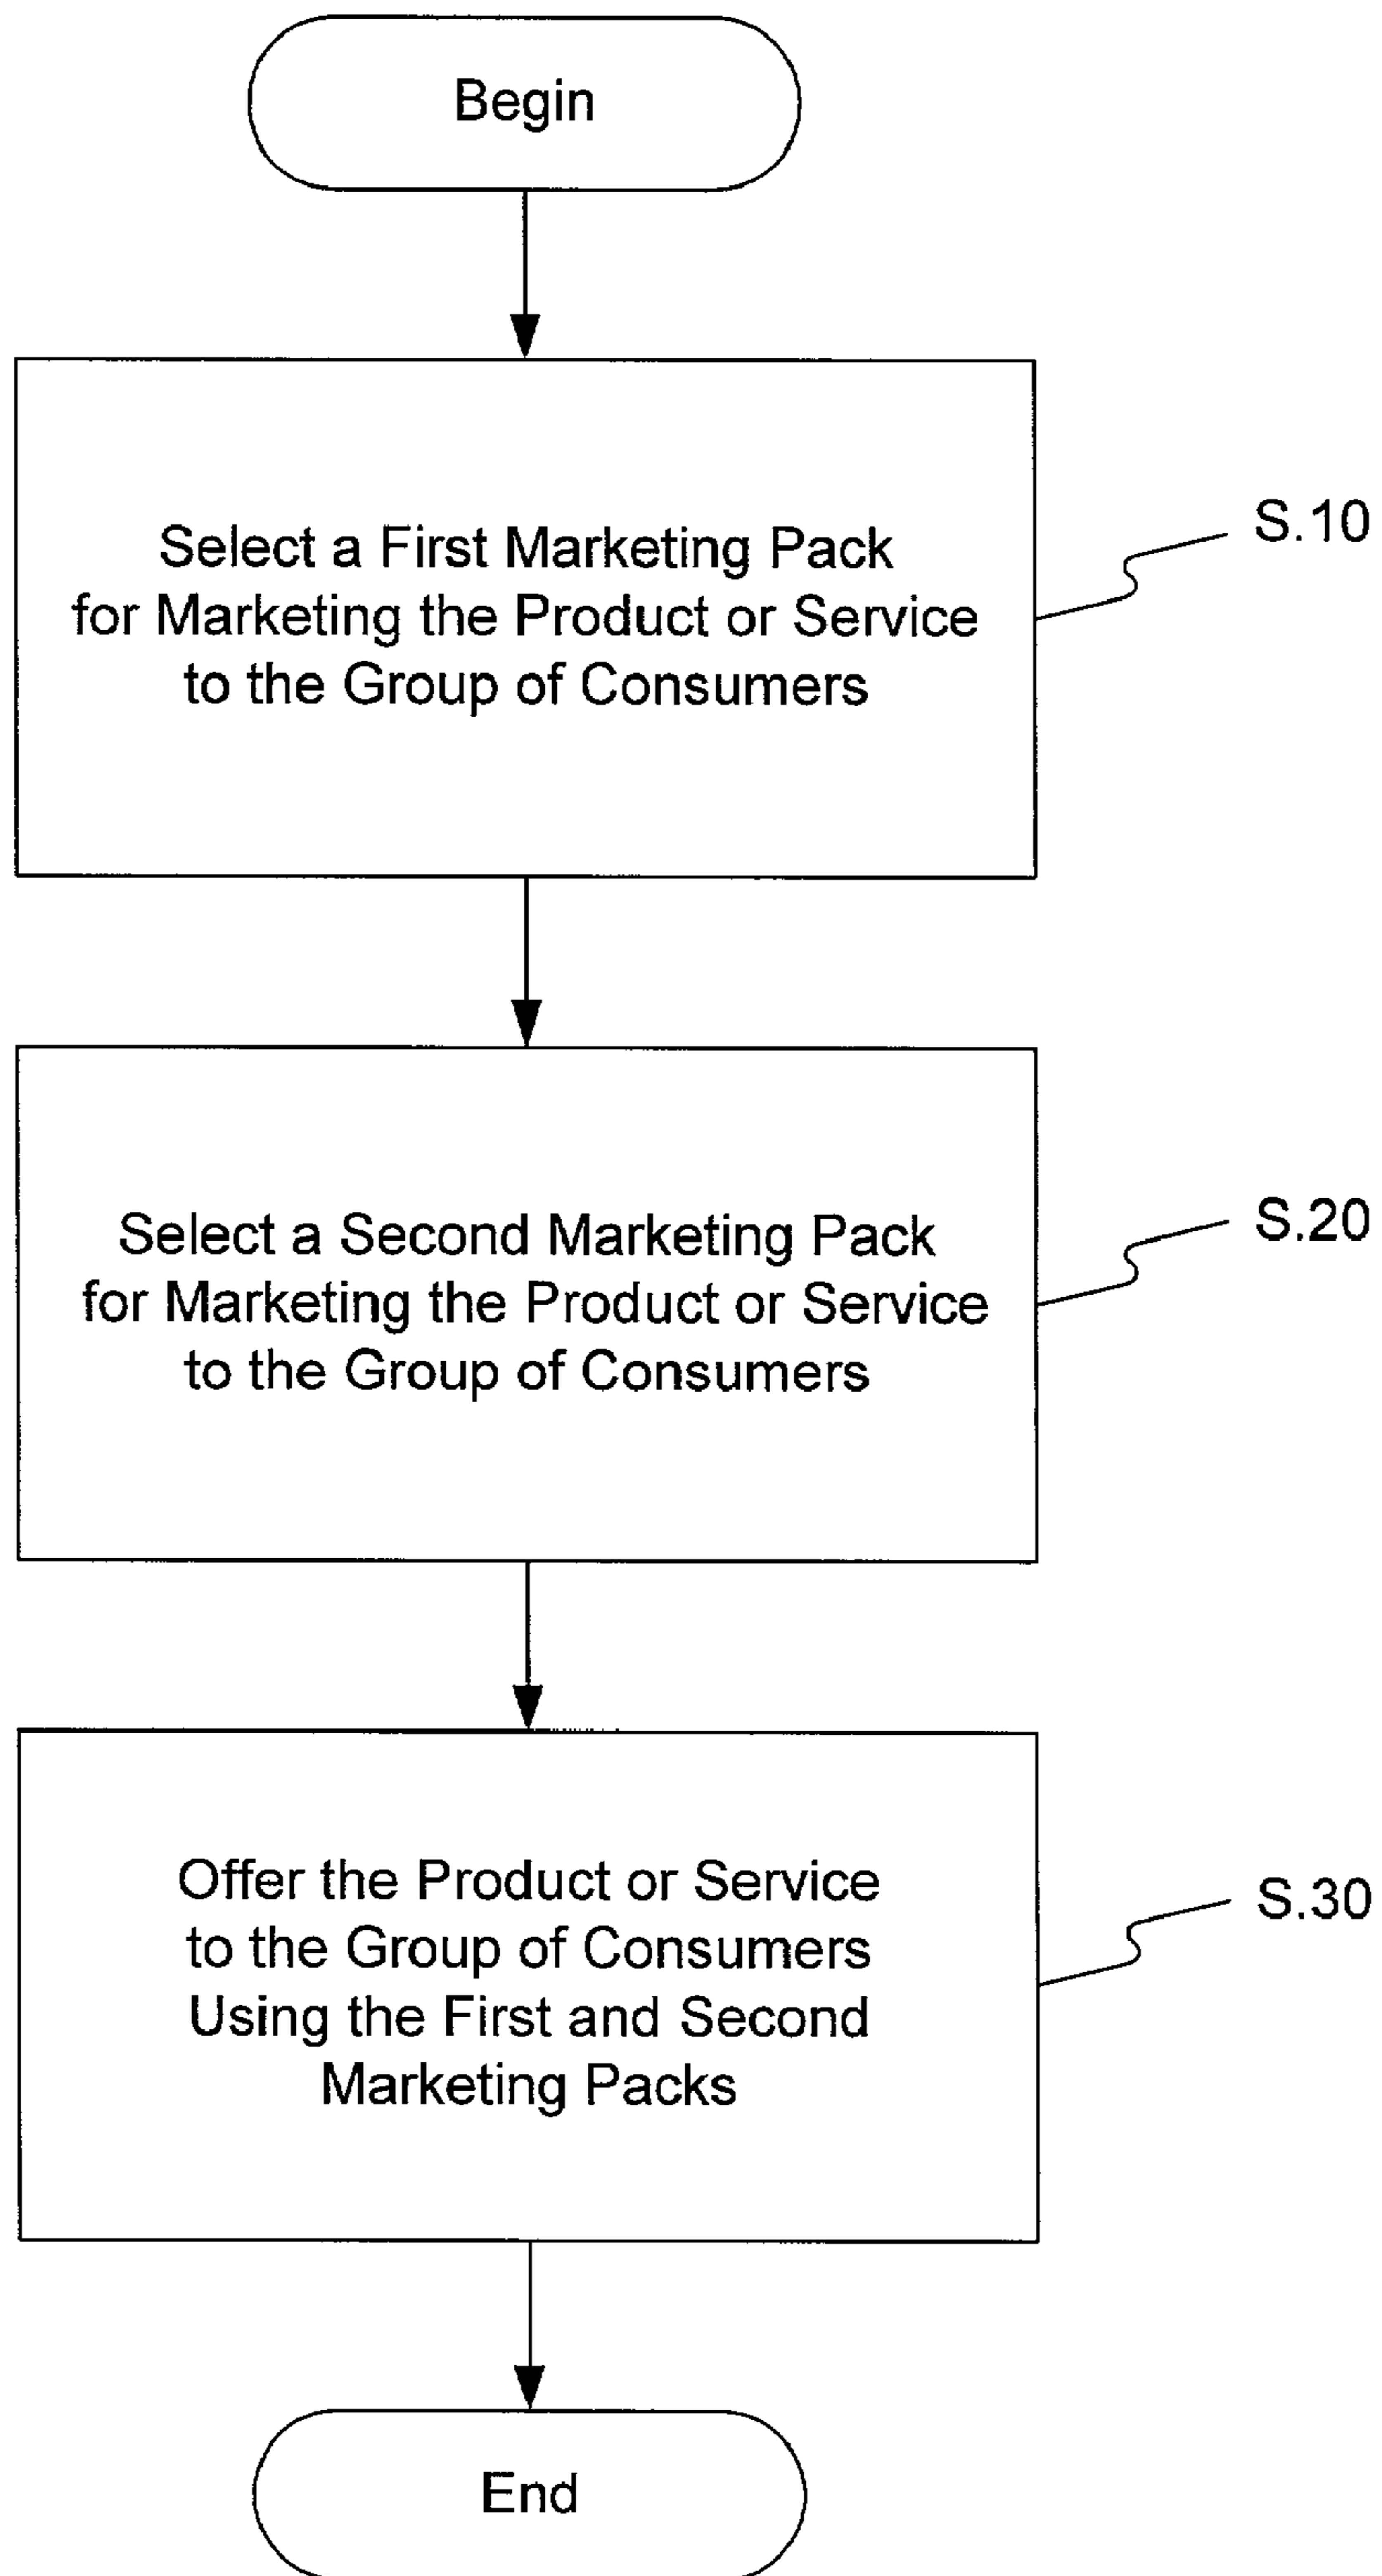 Begin
Select a First Marketing Pack
for Marketing the Product or Service
to the Group of Consumers
S.10
Select a Second Marketing Pack
for Marketing the Product or Service
to the Group of Consumers
S.20
Offer the Product or Service
to the Group of Consumers
Using the First and Second
Marketing Packs
S.30
End